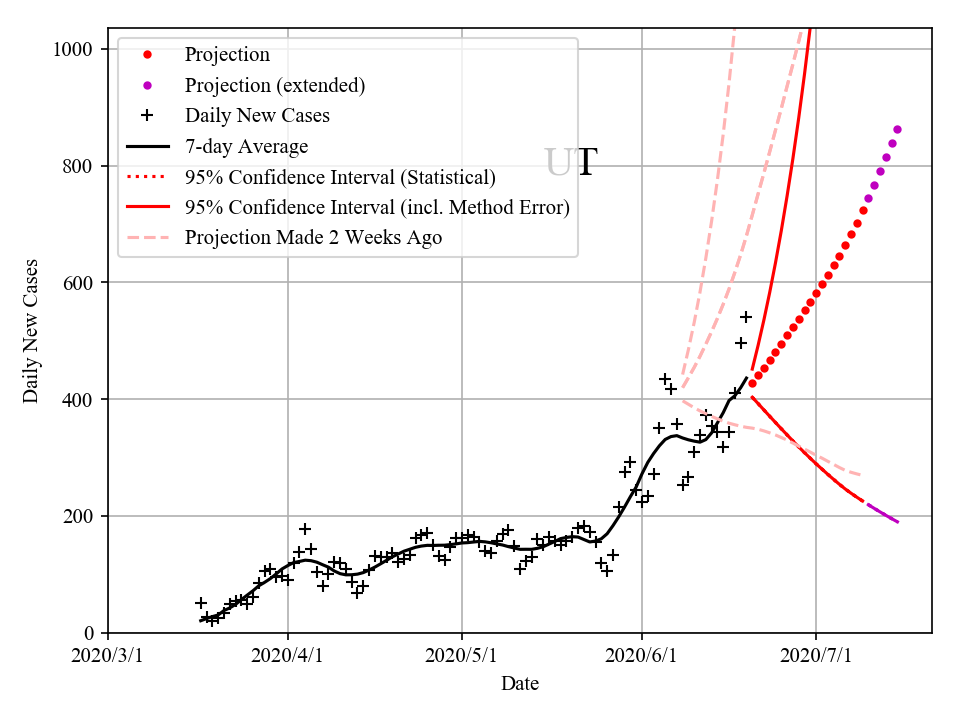 1000
800
600
400
200
0
Daily New Cases
Projection
Projection (extended)
Daily New Cases
7-day Average
95% Confidence Interval (Statistical)
95% Confidence Interval (incl. Method Error)
Projection Made 2 Weeks Ago
UT
2020/3/1 2020/4/1 2020/5/1 2020/6/1 2020/7/1
Date